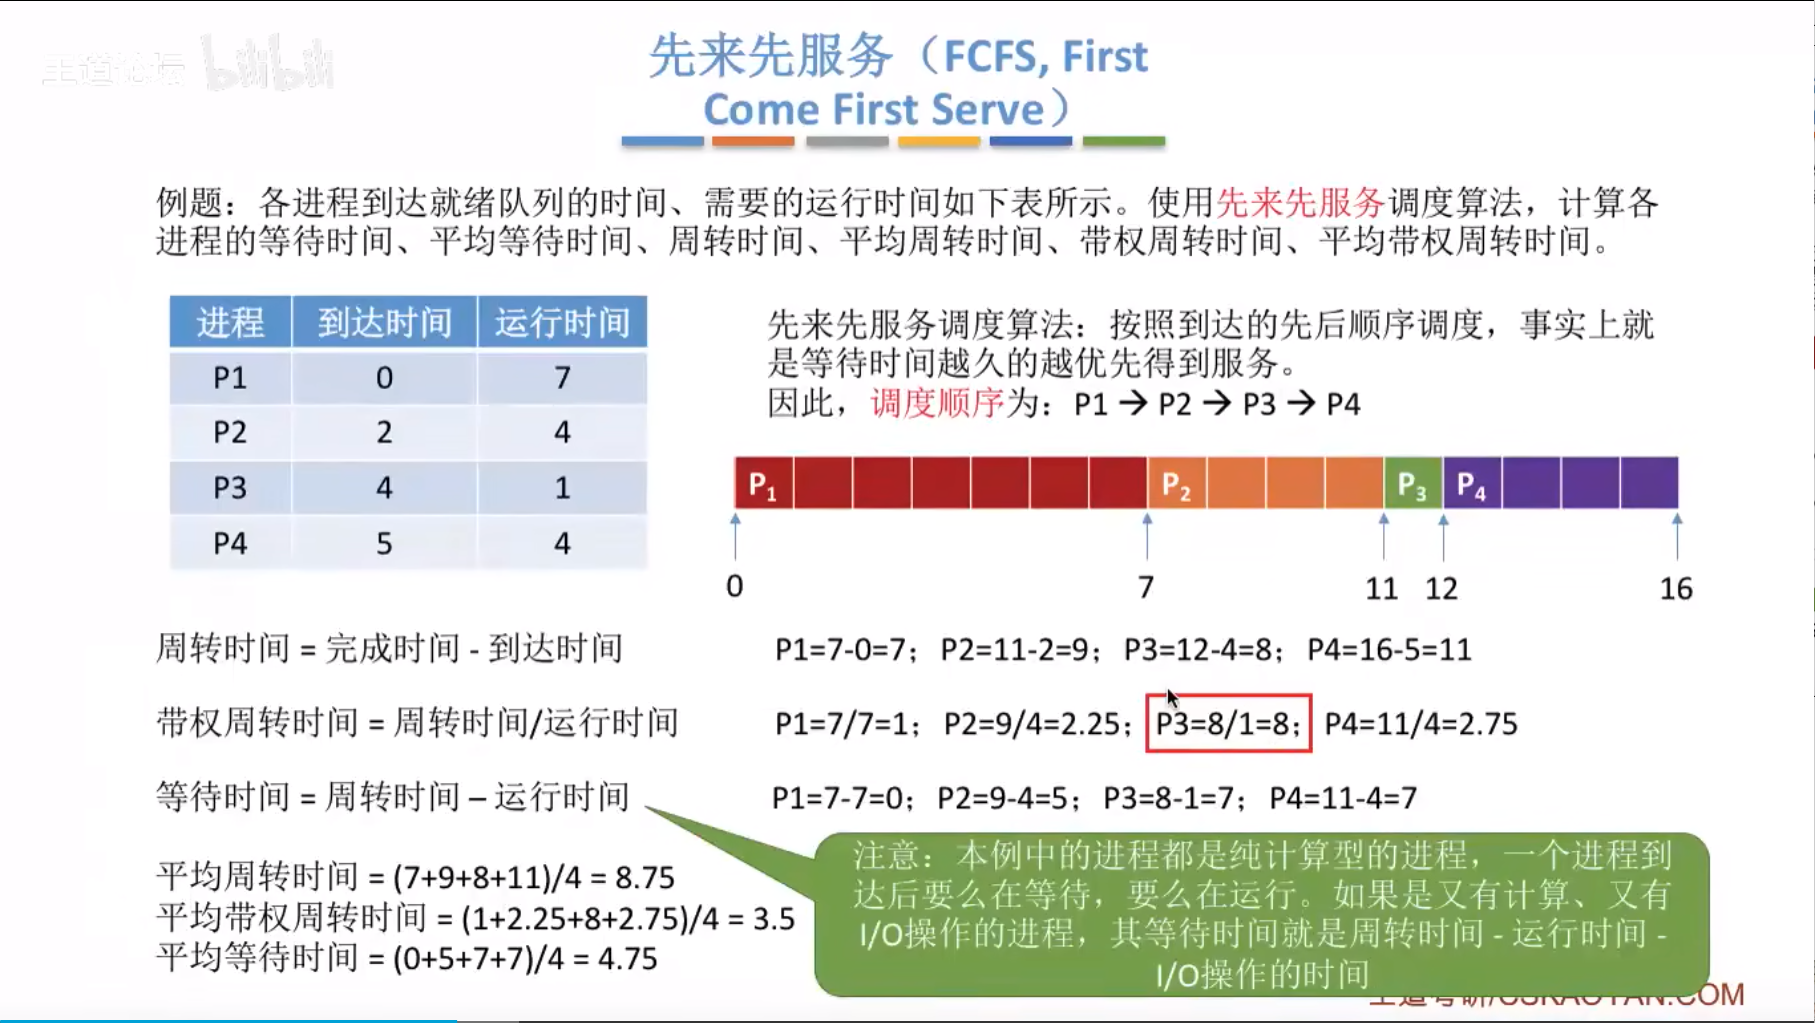 王道论坛 bilibili
先来先服务（FCFS, First
Come First Serve）
例题：各进程到达就绪队列的时间、需要的运行时间如下表所示。使用先来先服务调度算法，计算各
进程的等待时间、平均等待时间、周转时间、平均周转时间、带权周转时间、平均带权周转时间。
进程 到达时间 运行时间
P1 0 7
P2 2 4
P3 4 1
P4 5 4
先来先服务调度算法：按照到达的先后顺序调度，事实上就
是等待时间越久的越优先得到服务。
因此，调度顺序为：P1 → P2 → P3 → P4
P1 P2 P3 P4
0 7 11 12 16
周转时间 = 完成时间 - 到达时间 P1=7-0=7；P2=11-2=9；P3=12-4=8；P4=16-5=11
带权周转时间 = 周转时间/运行时间 P1=7/7=1；P2=9/4=2.25；P3=8/1=8；P4=11/4=2.75
等待时间 = 周转时间 – 运行时间 P1=7-7=0；P2=9-4=5；P3=8-1=7；P4=11-4=7
平均周转时间 = (7+9+8+11)/4 = 8.75
平均带权周转时间 = (1+2.25+8+2.75)/4 = 3.5
平均等待时间 = (0+5+7+7)/4 = 4.75
注意：本例中的进程都是纯计算型的进程，一个进程到
达后要么在等待，要么在运行。如果是又有计算、又有
I/O操作的进程，其等待时间就是周转时间 - 运行时间 -
I/O操作的时间
王道考研/CSKAOYAN.COM